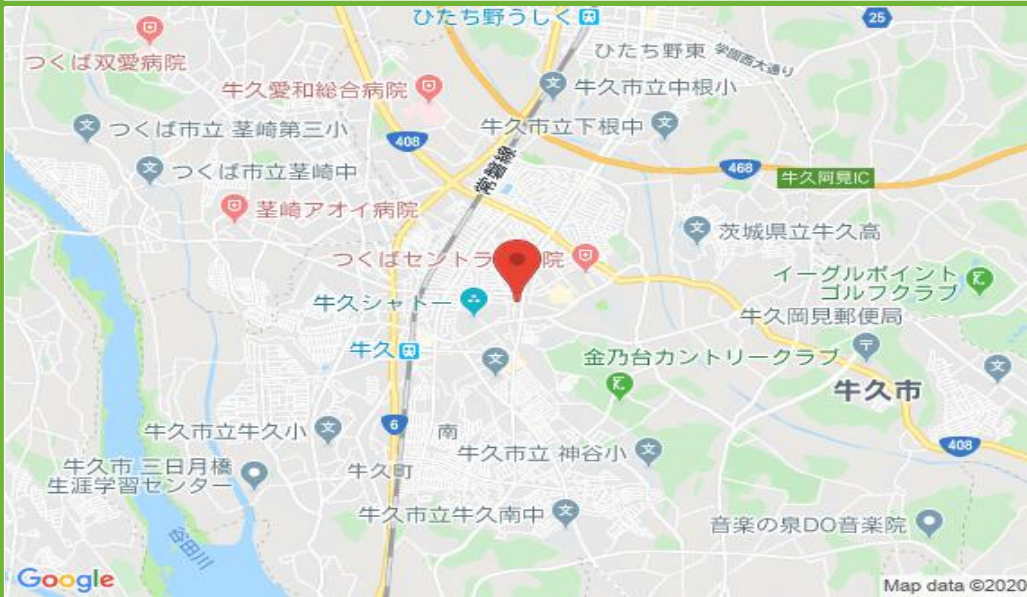 ひたち野うしく
25
つくば双愛病院
ひたち野東
学園西大通り
牛久愛和総合病院
牛久市立中根小
つくば市立 茎崎第三小
408
牛久市立下根中
常磐線
つくば市立茎崎中
468
牛久阿見IC
茎崎アオイ病院
茨城県立牛久高
つくばセントラ
院
イーグルポイント
ゴルフクラブ
牛久シャトー
牛久岡見郵便局
牛久
金乃台カントリークラブ
牛久市
6
牛久市立牛久小
南
408
牛久市立 神谷小
牛久市 三日月橋
生涯学習センター
牛久町
牛久市立牛久南中
音楽の泉DO音楽院
谷田川
Google
Map data ©2020